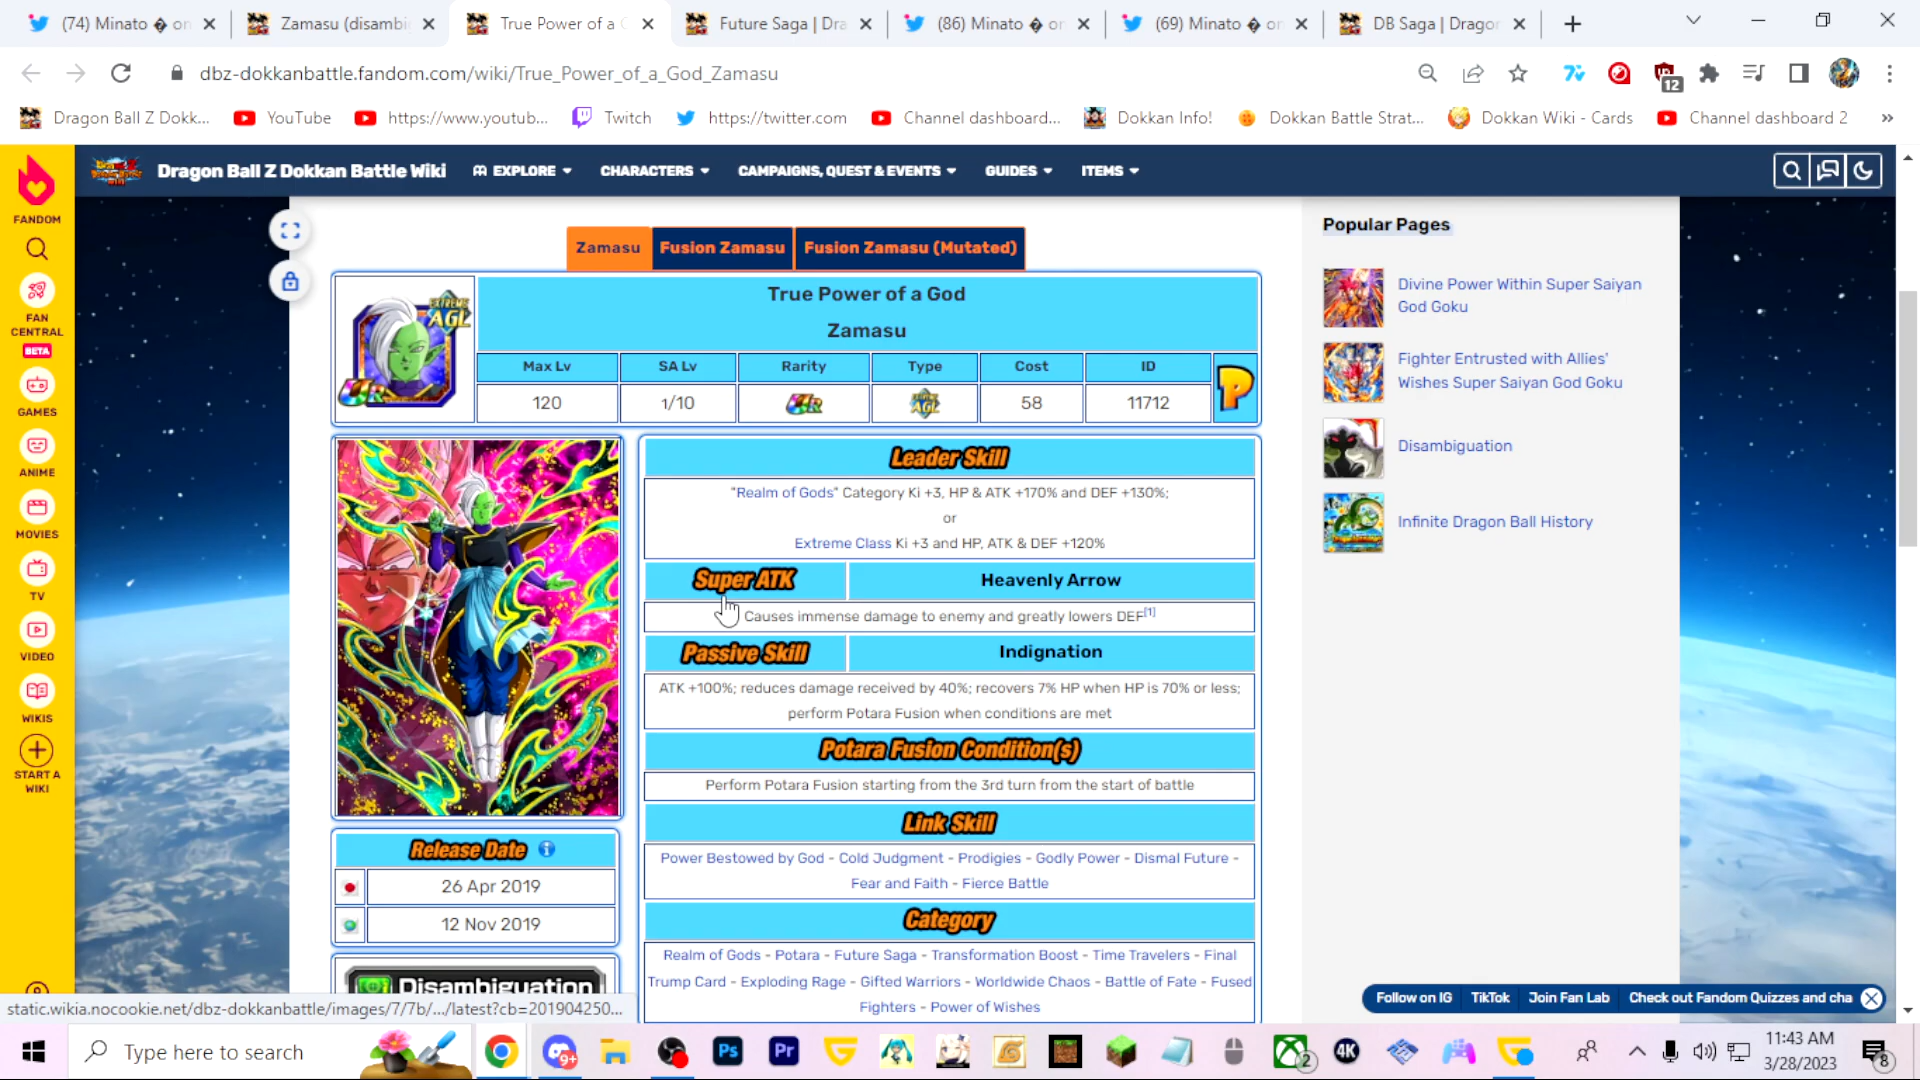 (74) Minato on
Zamasu (disambi
True Power of a G
Future Saga | Dra
(86) Minato on
(69) Minato on
DB Saga | Dragon
dbz-dokkanbattle.fandom.com/wiki/True_Power_of_a_God_Zamasu
12
Dragon Ball Z Dokk...
YouTube
https://www.youtub...
Twitch
https://twitter.com
Channel dashboard...
Dokkan Info!
Dokkan Battle Strat...
Dokkan Wiki - Cards
Channel dashboard 2
»
Dragon Ball Z Dokkan Battle Wiki
EXPLORE
CHARACTERS
CAMPAIGNS, QUEST & EVENTS
GUIDES
ITEMS
FANDOM
FAN CENTRAL
BETA
GAMES
ANIME
MOVIES
TV
VIDEO
WIKIS
START A WIKI
Zamasu
Fusion Zamasu
Fusion Zamasu (Mutated)
EXTREME
AGL
UR
True Power of a God
Zamasu
Max Lv
SA Lv
Rarity
Type
Cost
ID
120
1/10
UR
AGL
58
11712
P
Leader Skill
"Realm of Gods" Category Ki +3, HP & ATK +170% and DEF +130%;
or
Extreme Class Ki +3 and HP, ATK & DEF +120%
Super ATK
Heavenly Arrow
Causes immense damage to enemy and greatly lowers DEF[1]
Passive Skill
Indignation
ATK +100%; reduces damage received by 40%; recovers 7% HP when HP is 70% or less;
perform Potara Fusion when conditions are met
Potara Fusion Condition(s)
Perform Potara Fusion starting from the 3rd turn from the start of battle
Link Skill
Power Bestowed by God - Cold Judgment - Prodigies - Godly Power - Dismal Future -
Fear and Faith - Fierce Battle
Category
Realm of Gods - Potara - Future Saga - Transformation Boost - Time Travelers - Final
Trump Card - Exploding Rage - Gifted Warriors - Worldwide Chaos - Battle of Fate - Fused
Fighters - Power of Wishes
Release Date
26 Apr 2019
12 Nov 2019
Disambiguation
Popular Pages
Divine Power Within Super Saiyan
God Goku
Fighter Entrusted with Allies'
Wishes Super Saiyan God Goku
Disambiguation
Infinite Dragon Ball History
Follow on IG
TikTok
Join Fan Lab
Check out Fandom Quizzes and cha
static.wikia.nocookie.net/dbz-dokkanbattle/images/7/7b/.../latest?cb=201904250...
Type here to search
9+
Ps
Pr
2
4K
11:43 AM
3/28/2023
8